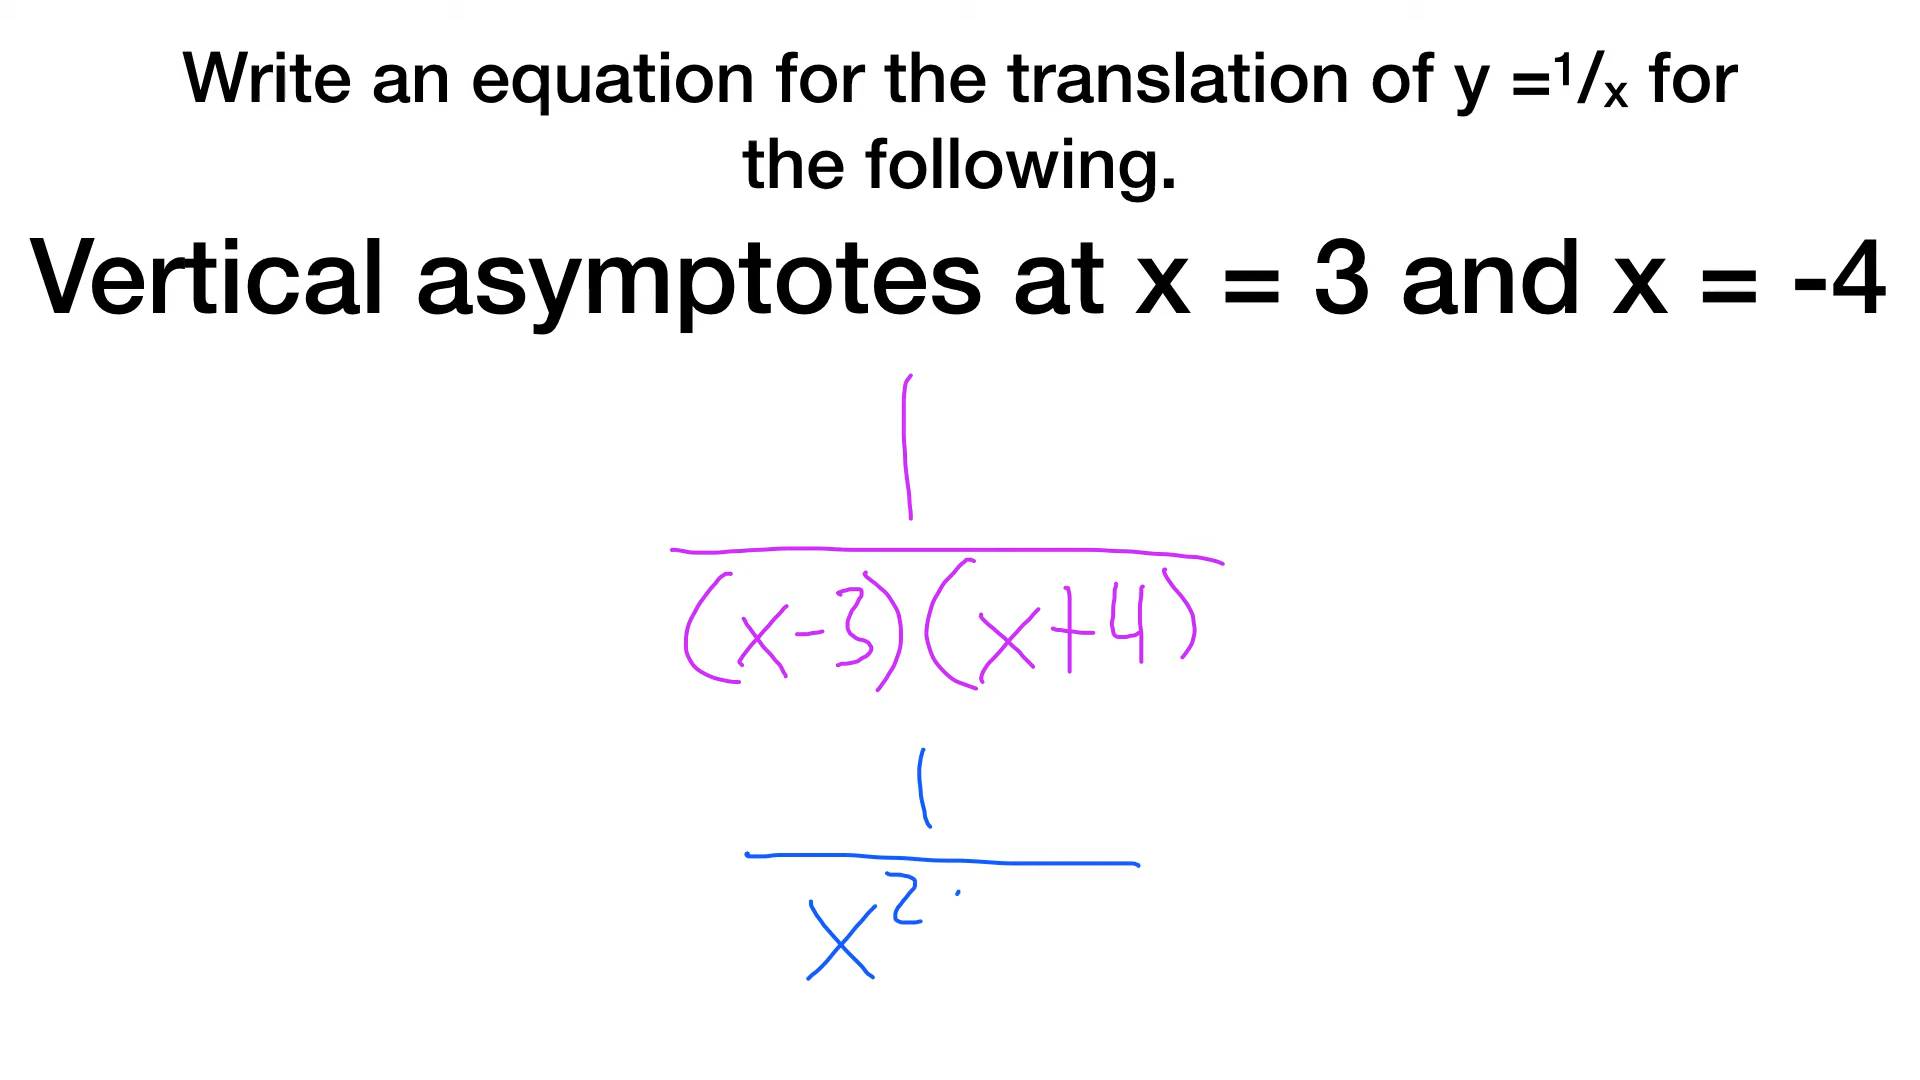 Write an equation for the translation of y =¹/ₓ for
the following.
Vertical asymptotes at x = 3 and x = -4
1
(x-3)(x+4)
1
x²